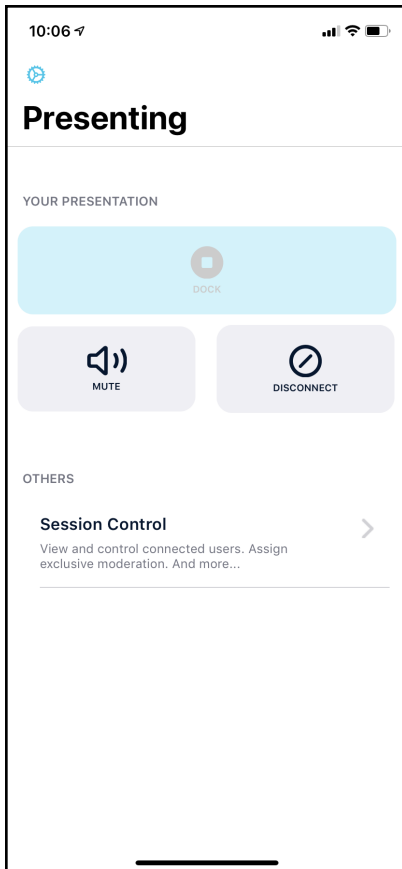 10:06
Presenting
YOUR PRESENTATION
DOCK
MUTE
DISCONNECT
OTHERS
Session Control
View and control connected users. Assign
exclusive moderation. And more...